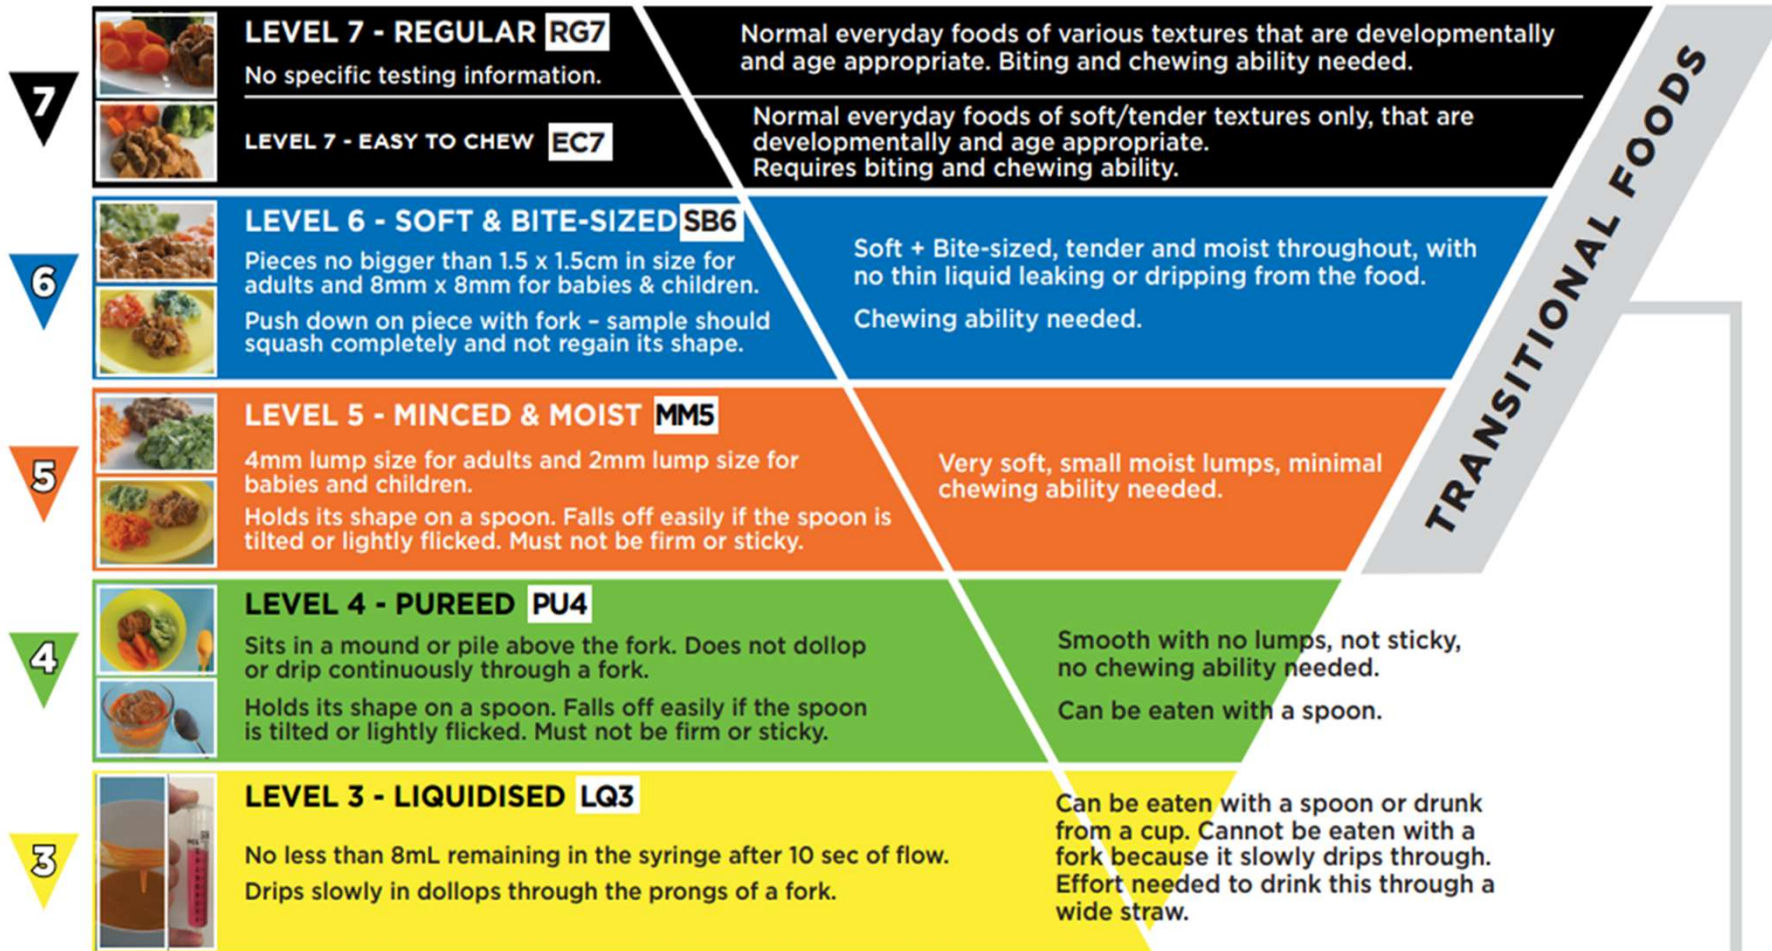 7
LEVEL 7 - REGULAR RG7
No specific testing information.
Normal everyday foods of various textures that are developmentally
and age appropriate. Biting and chewing ability needed.
LEVEL 7 - EASY TO CHEW EC7
Normal everyday foods of soft/tender textures only, that are
developmentally and age appropriate.
Requires biting and chewing ability.
6
LEVEL 6 - SOFT & BITE-SIZED SB6
Pieces no bigger than 1.5 x 1.5cm in size for
adults and 8mm x 8mm for babies & children.
Push down on piece with fork – sample should
squash completely and not regain its shape.
Soft + Bite-sized, tender and moist throughout, with
no thin liquid leaking or dripping from the food.
Chewing ability needed.
5
LEVEL 5 - MINCED & MOIST MM5
4mm lump size for adults and 2mm lump size for
babies and children.
Holds its shape on a spoon. Falls off easily if the spoon is
tilted or lightly flicked. Must not be firm or sticky.
Very soft, small moist lumps, minimal
chewing ability needed.
4
LEVEL 4 - PUREED PU4
Sits in a mound or pile above the fork. Does not dollop
or drip continuously through a fork.
Holds its shape on a spoon. Falls off easily if the spoon
is tilted or lightly flicked. Must not be firm or sticky.
Smooth with no lumps, not sticky,
no chewing ability needed.
Can be eaten with a spoon.
3
LEVEL 3 - LIQUIDISED LQ3
No less than 8mL remaining in the syringe after 10 sec of flow.
Drips slowly in dollops through the prongs of a fork.
Can be eaten with a spoon or drunk
from a cup. Cannot be eaten with a
fork because it slowly drips through.
Effort needed to drink this through a
wide straw.
TRANSITIONAL FOODS